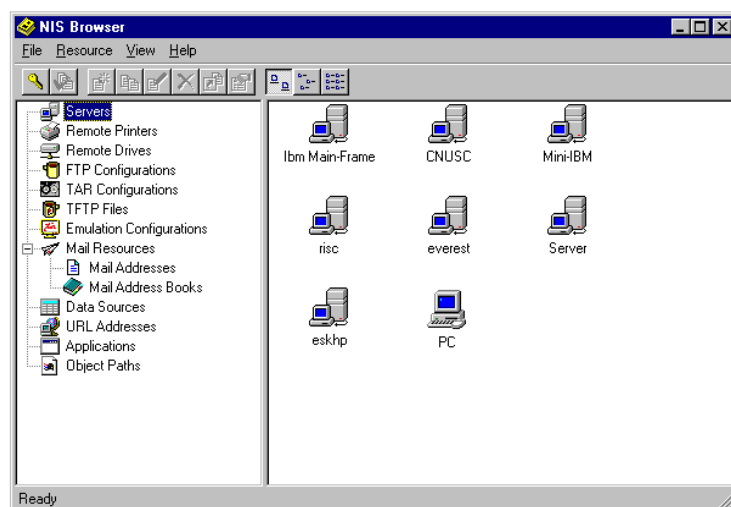 NIS Browser
File Resource View Help
Servers
Remote Printers
Remote Drives
FTP Configurations
TAR Configurations
TFTP Files
Emulation Configurations
Mail Resources
Mail Addresses
Mail Address Books
Data Sources
URL Addresses
Applications
Object Paths
Ibm Main-Frame CNUSC Mini-IBM
risc everest Server
eskhp PC
Ready